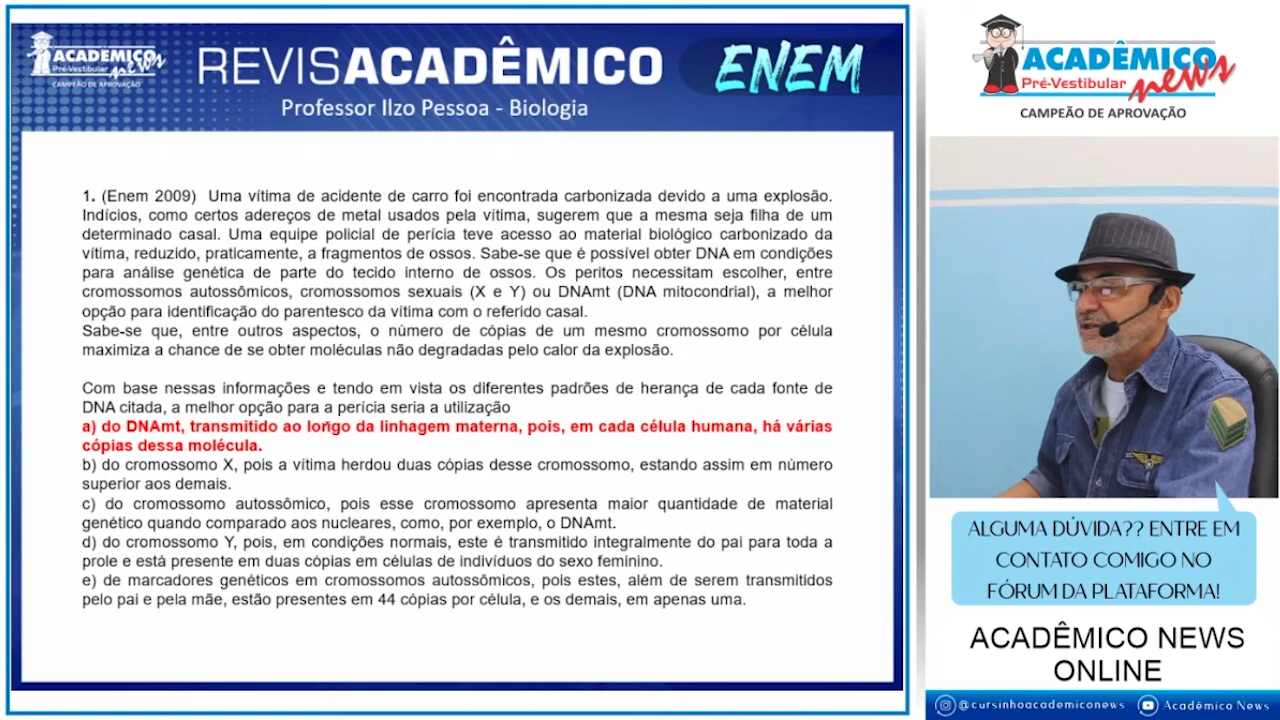 ACADÊMICO
Pré-Vestibular news
CAMPEÃO DE APROVAÇÃO
REVISACADÊMICO
ENEM
Professor Ilzo Pessoa - Biologia
1. (Enem 2009) Uma vítima de acidente de carro foi encontrada carbonizada devido a uma explosão.
Indícios, como certos adereços de metal usados pela vítima, sugerem que a mesma seja filha de um
determinado casal. Uma equipe policial de perícia teve acesso ao material biológico carbonizado da
vítima, reduzido, praticamente, a fragmentos de ossos. Sabe-se que é possível obter DNA em condições
para análise genética de parte do tecido interno de ossos. Os peritos necessitam escolher, entre
cromossomos autossômicos, cromossomos sexuais (X e Y) ou DNAmt (DNA mitocondrial), a melhor
opção para identificação do parentesco da vítima com o referido casal.
Sabe-se que, entre outros aspectos, o número de cópias de um mesmo cromossomo por célula
maximiza a chance de se obter moléculas não degradadas pelo calor da explosão.
Com base nessas informações e tendo em vista os diferentes padrões de herança de cada fonte de
DNA citada, a melhor opção para a perícia seria a utilização
a) do DNAmt, transmitido ao longo da linhagem materna, pois, em cada célula humana, há várias
cópias dessa molécula.
b) do cromossomo X, pois a vítima herdou duas cópias desse cromossomo, estando assim em número
superior aos demais.
c) do cromossomo autossômico, pois esse cromossomo apresenta maior quantidade de material
genético quando comparado aos nucleares, como, por exemplo, o DNAmt.
d) do cromossomo Y, pois, em condições normais, este é transmitido integralmente do pai para toda a
prole e está presente em duas cópias em células de indivíduos do sexo feminino.
e) de marcadores genéticos em cromossomos autossômicos, pois estes, além de serem transmitidos
pelo pai e pela mãe, estão presentes em 44 cópias por célula, e os demais, em apenas uma.
ACADÊMICO
Pré-Vestibular news
CAMPEÃO DE APROVAÇÃO
ALGUMA DÚVIDA?? ENTRE EM
CONTATO COMIGO NO
FÓRUM DA PLATAFORMA!
ACADÊMICO NEWS
ONLINE
@cursinhoacademiconews Acadêmico News